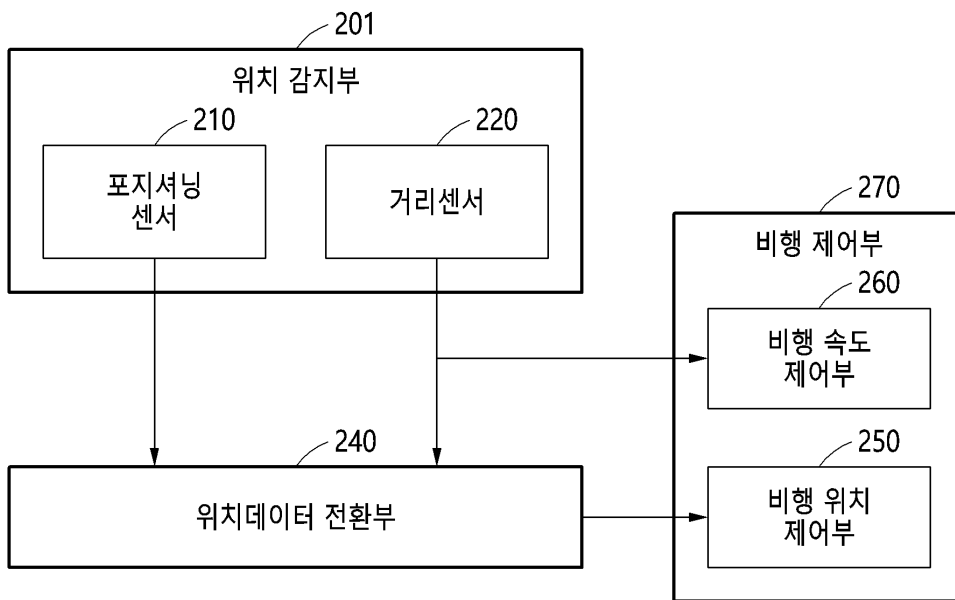 201
위치 감지부
210
220
포지셔닝
센서
거리센서
270
비행 제어부
260
비행 속도
제어부
240
250
위치데이터 전환부
비행 위치
제어부